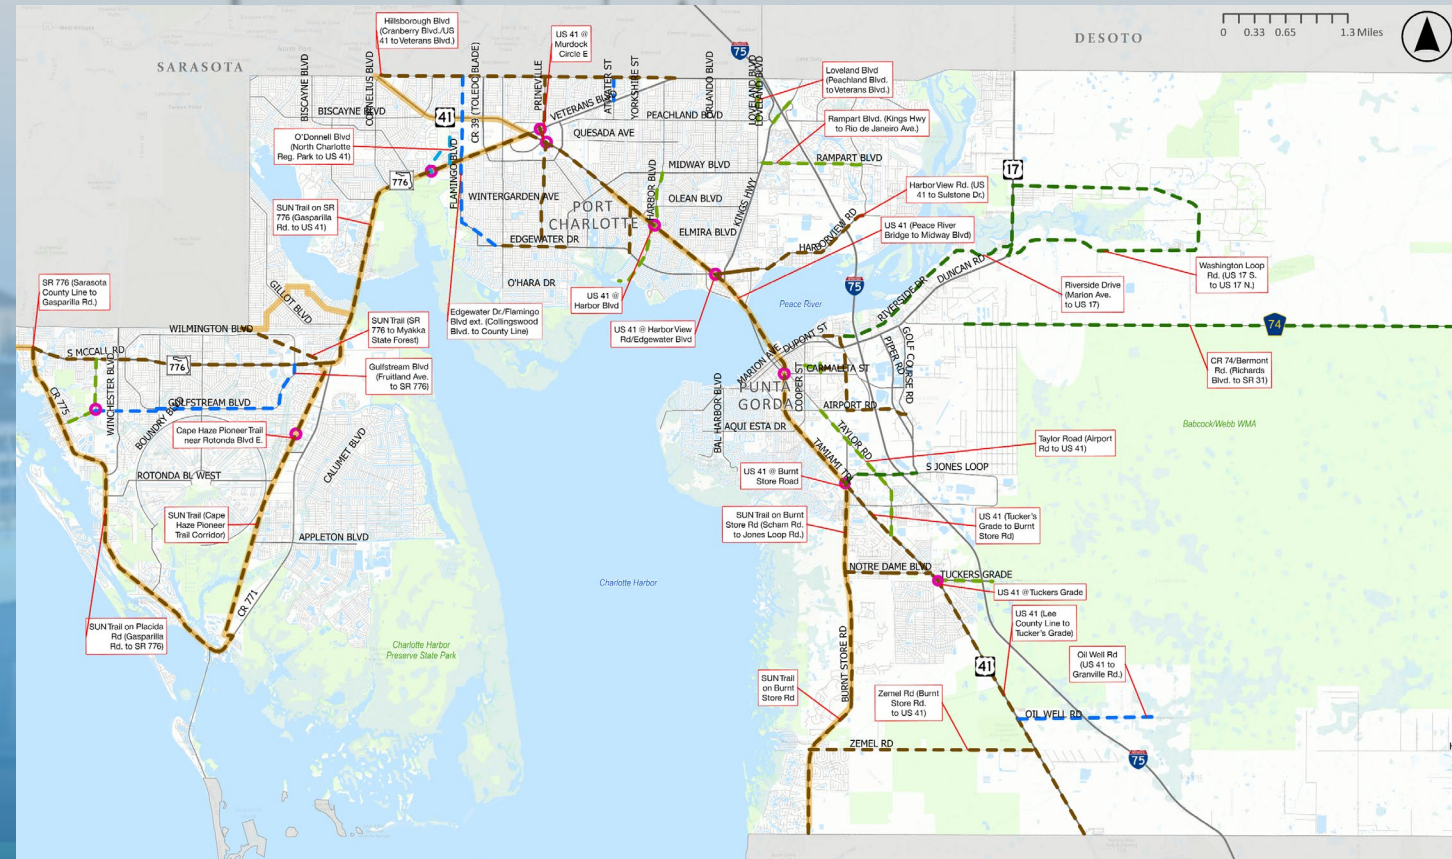 Hillsborough Blvd
(Cranberry Blvd./US
41 to Veterans Blvd.)
US 41 @
Murdock
Circle E
75
DESOTO
0 0.33 0.65 1.3 Miles
SARASOTA
BISCAYNE BLVD
CORNELIUS BLVD
CR 39 (TOLEDO BLADE)
PRINEVILLE
ATWATER ST
YORKSHIRE ST
ORLANDO BLVD
LOVELAND BLVD
LOVELAND BLVD
Loveland Blvd
(Peachland Blvd.
to Veterans Blvd.)
BISCAYNE BLVD
41
VETERANS BLVD
PEACHLAND BLVD
QUESADA AVE
Rampart Blvd. (Kings Hwy
to Rio de Janeiro Ave.)
O'Donnell Blvd
(North Charlotte
Reg. Park to US 41)
FLAMINGO BLVD
MIDWAY BLVD
RAMPART BLVD
17
776
WINTERGARDEN AVE
HARBOR BLVD
OLEAN BLVD
KINGS HWY
HarborView Rd. (US
41 to Sulstone Dr.)
SUN Trail on SR
776 (Gasparilla
Rd. to US 41)
PORT
CHARLOTTE
ELMIRA BLVD
HARBORVIEW RD
US 41 (Peace River
Bridge to Midway Blvd)
EDGEWATER DR
Washington Loop
Rd. (US 17 S.
to US 17 N.)
SR 776 (Sarasota
County Line to
Gasparilla Rd.)
GILLOT BLVD
O'HARA DR
US 41 @
Harbor Blvd
75
RIVERSIDE DR
DUNCAN RD
Riverside Drive
(Marion Ave.
to US 17)
Peace River
Edgewater Dr./Flamingo
Blvd ext. (Collingswood
Blvd. to County Line)
US 41 @ HarborView
Rd/Edgewater Blvd
WILMINGTON BLVD
SUN Trail (SR
776 to Myakka
State Forest)
74
S MCCALL RD
776
MARION AVE
DUPONT ST
PIPER RD
GOLF COURSE RD
CR 74/Bermont
Rd. (Richards
Blvd. to SR 31)
Gulfstream Blvd
(Fruitland Ave.
to SR 776)
CARMALITA ST
CR 775
WINCHESTER BLVD
GULFSTREAM BLVD
BOUNDRY BLVD
PUNTA
GORDA
COOPER ST
BAL HARBOR BLVD
AIRPORT RD
Cape Haze Pioneer Trail
near Rotonda Blvd E.
AQUI ESTA DR
TAYLOR RD
Babcock/Webb WMA
Taylor Road (Airport
Rd to US 41)
CALUMET BLVD
TAMIAMI TRL
ROTONDA BL WEST
US 41 @ Burnt
Store Road
S JONES LOOP
SUN Trail (Cape
Haze Pioneer
Trail Corridor)
SUN Trail on Burnt
Store Rd (Scham Rd.
to Jones Loop Rd.)
US 41 (Tucker's
Grade to Burnt
Store Rd)
APPLETON BLVD
NOTRE DAME BLVD
TUCKERS GRADE
Charlotte Harbor
US 41 @ Tuckers Grade
CR 771
SUN Trail on Placida
Rd (Gasparilla
Rd. to SR 776)
Charlotte Harbor
Preserve State Park
US 41 (Lee
County Line to
Tucker's Grade)
BURNT STORE RD
41
Oil Well Rd
(US 41 to
Granville Rd.)
SUN Trail
on Burnt
Store Rd
Zemel Rd (Burnt
Store Rd.
to US 41)
OIL WELL RD
ZEMEL RD
75